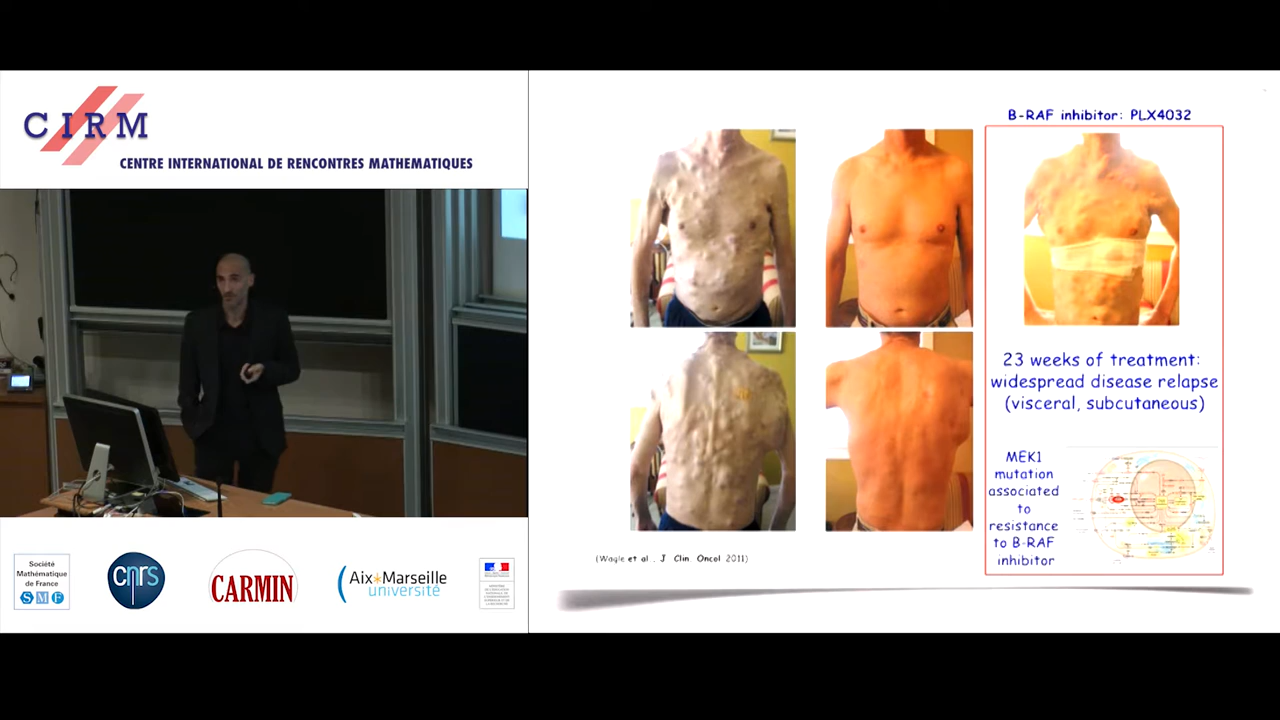 CIRM
CENTRE INTERNATIONAL DE RENCONTRES MATHEMATIQUES
B-RAF inhibitor: PLX4032
23 weeks of treatment:
widespread disease relapse
(visceral, subcutaneous)
MEK1
mutation
associated
to
resistance
to B-RAF
inhibitor
(Wagle et al., J Clin Oncol 2011)
Société
Mathématique
de France
SMF
cnrs
CARMIN
Aix*Marseille
université